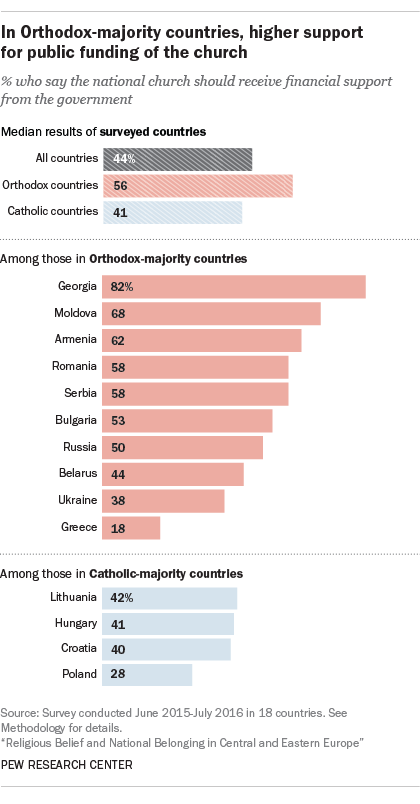 In Orthodox-majority countries, higher support
for public funding of the church
% who say the national church should receive financial support
from the government
Median results of surveyed countries
All countries 44%
Orthodox countries 56
Catholic countries 41
Among those in Orthodox-majority countries
Georgia 82%
Moldova 68
Armenia 62
Romania 58
Serbia 58
Bulgaria 53
Russia 50
Belarus 44
Ukraine 38
Greece 18
Among those in Catholic-majority countries
Lithuania 42%
Hungary 41
Croatia 40
Poland 28
Source: Survey conducted June 2015-July 2016 in 18 countries. See
Methodology for details.
“Religious Belief and National Belonging in Central and Eastern Europe”
PEW RESEARCH CENTER